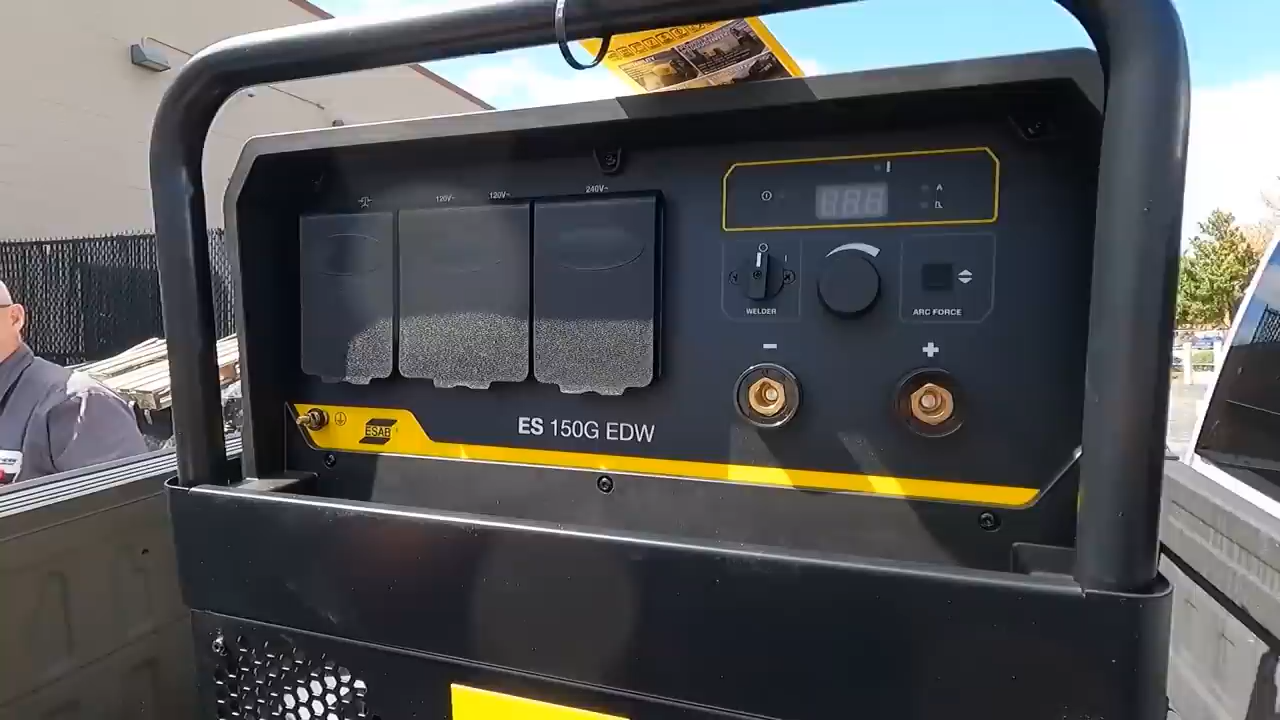 120V~
120V~
240V~
A
WELDER
ARC FORCE
-
+
ESAB
ES 150G EDW